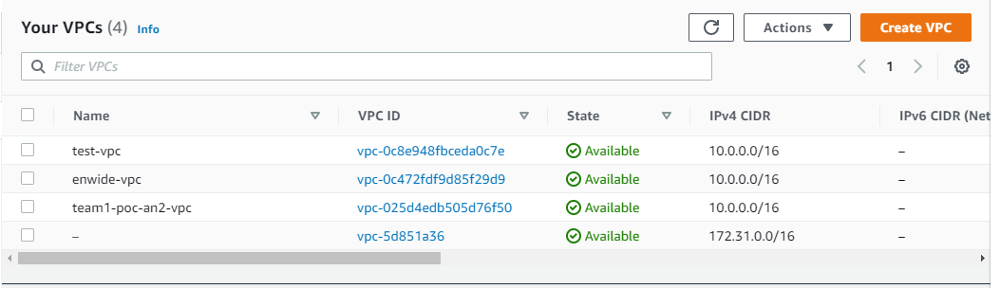 Your VPCs (4) Info Actions Create VPC
Filter VPCs 1
Name VPC ID State IPv4 CIDR IPv6 CIDR (Net
test-vpc vpc-0c8e948fbceda0c7e Available 10.0.0.0/16 –
enwide-vpc vpc-0c472fdf9d85f29d9 Available 10.0.0.0/16 –
team1-poc-an2-vpc vpc-025d4edb505d76f50 Available 10.0.0.0/16 –
– vpc-5d851a36 Available 172.31.0.0/16 –